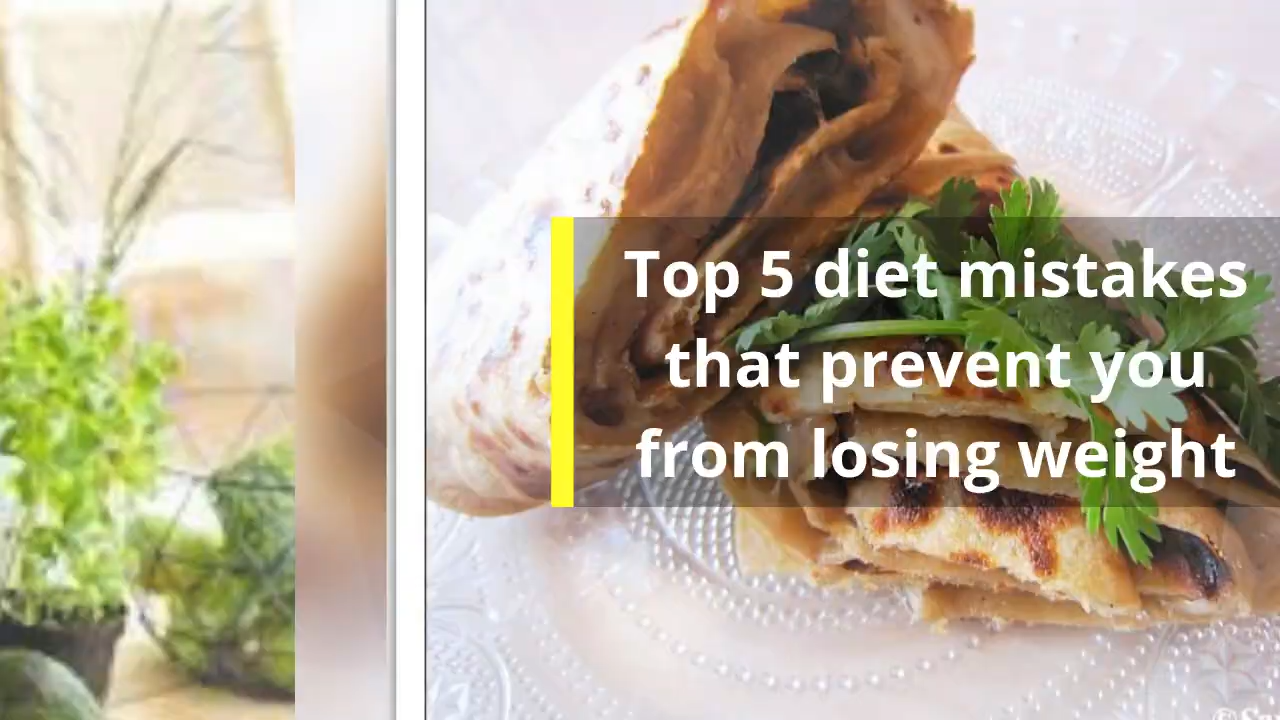 Top 5 diet mistakes
that prevent you
from losing weight